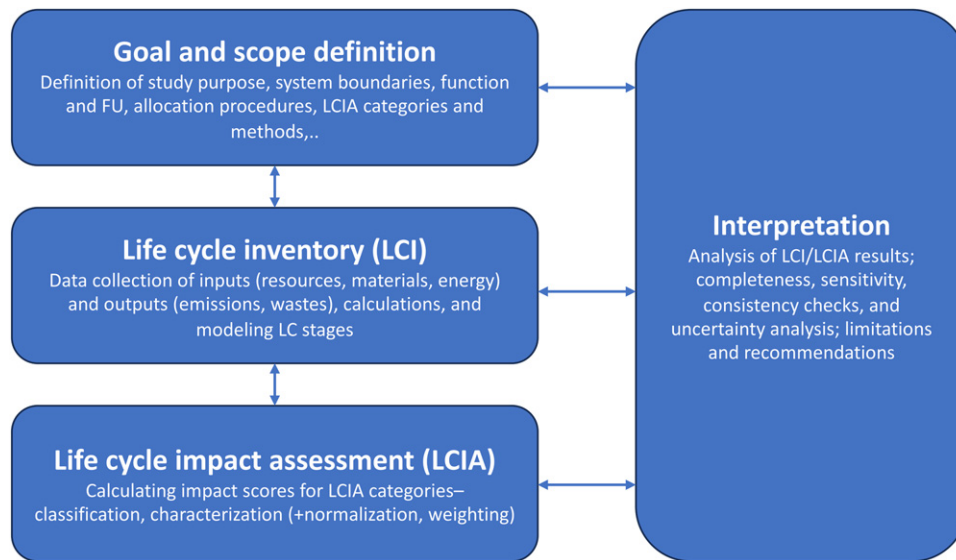 Goal and scope definition
Definition of study purpose, system boundaries, function
and FU, allocation procedures, LCIA categories and
methods,..
Life cycle inventory (LCI)
Data collection of inputs (resources, materials, energy)
and outputs (emissions, wastes), calculations, and
modeling LC stages
Life cycle impact assessment (LCIA)
Calculating impact scores for LCIA categories–
classification, characterization (+normalization, weighting)
Interpretation
Analysis of LCI/LCIA results;
completeness, sensitivity,
consistency checks, and
uncertainty analysis; limitations
and recommendations